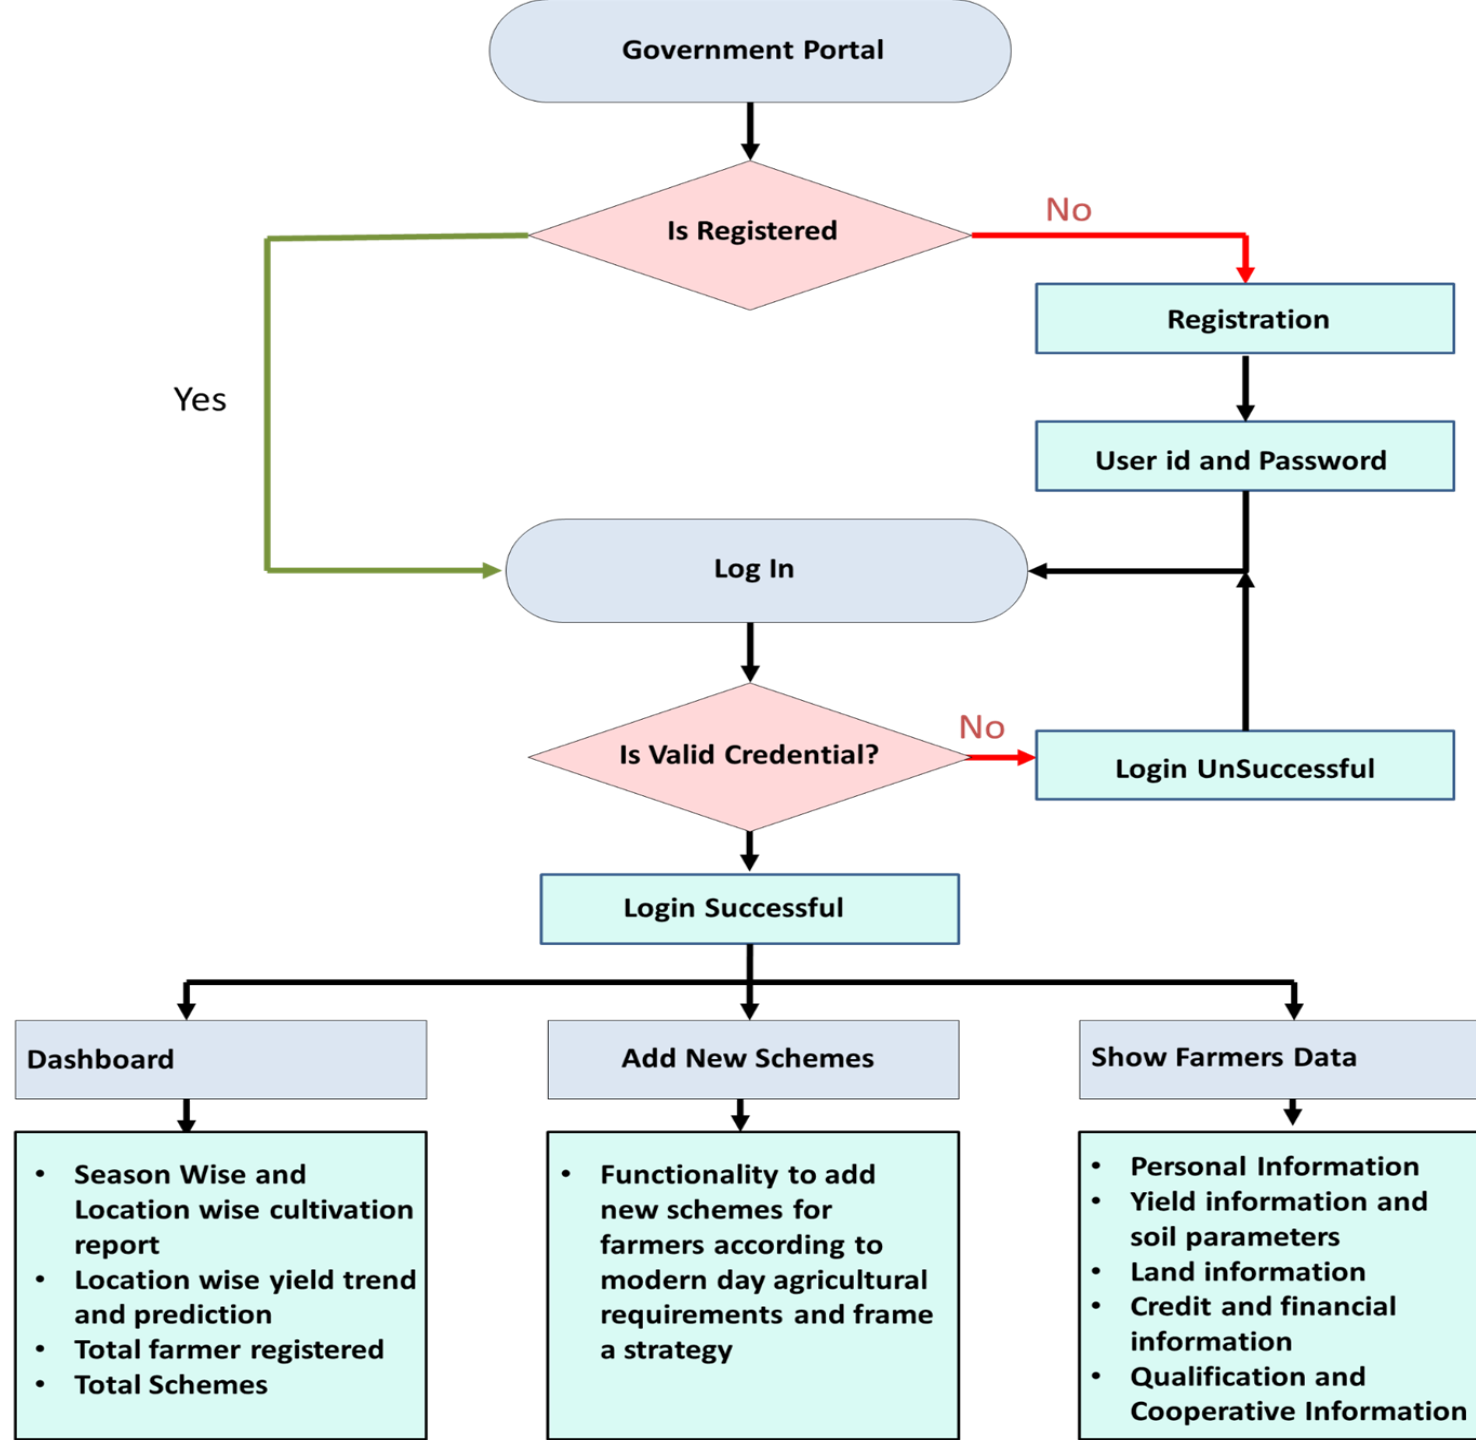 Government Portal
Is Registered
No
Registration
Yes
User id and Password
Log In
No
Is Valid Credential?
Login UnSuccessful
Login Successful
Dashboard
Add New Schemes
Show Farmers Data
• Season Wise and
Location wise cultivation
report
• Location wise yield trend
and prediction
• Total farmer registered
• Total Schemes
• Functionality to add
new schemes for
farmers according to
modern day agricultural
requirements and frame
a strategy
• Personal Information
• Yield information and
soil parameters
• Land information
• Credit and financial
information
• Qualification and
Cooperative Information